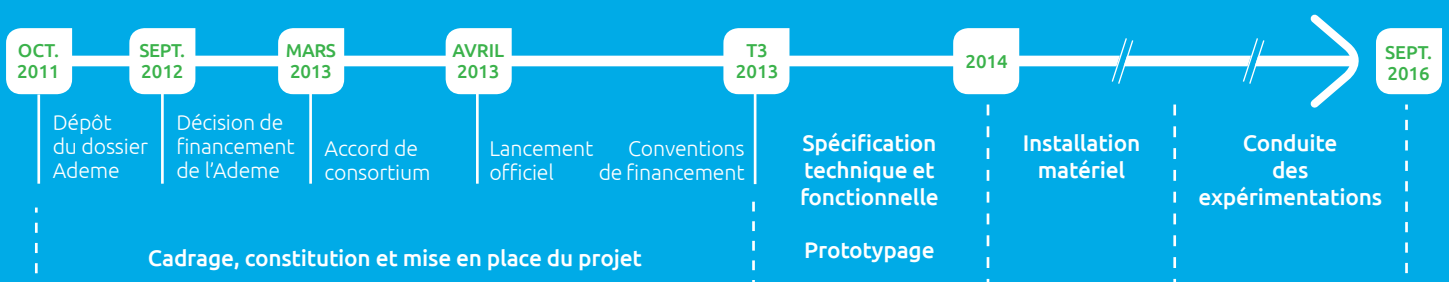 OCT.
2011
SEPT.
2012
MARS
2013
AVRIL
2013
T3
2013
2014
SEPT.
2016
Dépôt
du dossier
Ademe
Décision de
financement
de l'Ademe
Accord de
consortium
Lancement
officiel
Conventions
de financement
Spécification
technique et
fonctionnelle
Prototypage
Installation
matériel
Conduite
des
expérimentations
Cadrage, constitution et mise en place du projet